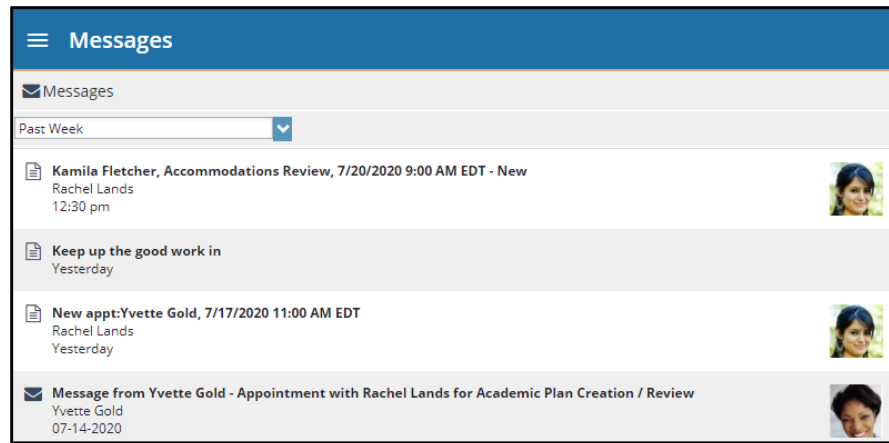 Messages
Messages
Past Week
Kamila Fletcher, Accommodations Review, 7/20/2020 9:00 AM EDT - New
Rachel Lands
12:30 pm
Keep up the good work in
Yesterday
New appt:Yvette Gold, 7/17/2020 11:00 AM EDT
Rachel Lands
Yesterday
Message from Yvette Gold - Appointment with Rachel Lands for Academic Plan Creation / Review
Yvette Gold
07-14-2020